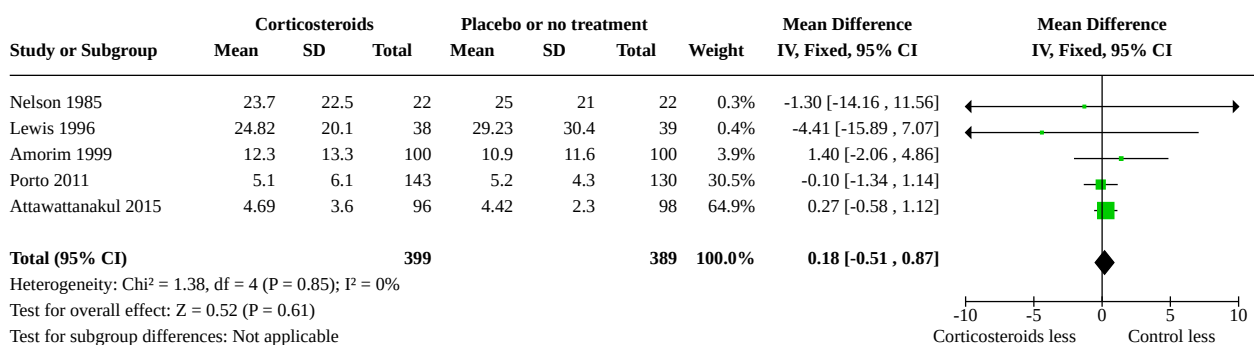 Corticosteroids Placebo or no treatment Mean Difference Mean Difference
Study or Subgroup Mean SD Total Mean SD Total Weight IV, Fixed, 95% CI IV, Fixed, 95% CI
Nelson 1985 23.7 22.5 22 25 21 22 0.3% -1.30 [-14.16 , 11.56]
Lewis 1996 24.82 20.1 38 29.23 30.4 39 0.4% -4.41 [-15.89 , 7.07]
Amorim 1999 12.3 13.3 100 10.9 11.6 100 3.9% 1.40 [-2.06 , 4.86]
Porto 2011 5.1 6.1 143 5.2 4.3 130 30.5% -0.10 [-1.34 , 1.14]
Attawattanakul 2015 4.69 3.6 96 4.42 2.3 98 64.9% 0.27 [-0.58 , 1.12]
Total (95% CI) 399 389 100.0% 0.18 [-0.51 , 0.87]
Heterogeneity: Chi² = 1.38, df = 4 (P = 0.85); I² = 0%
Test for overall effect: Z = 0.52 (P = 0.61) -10 -5 0 5 10
Test for subgroup differences: Not applicable Corticosteroids less Control less